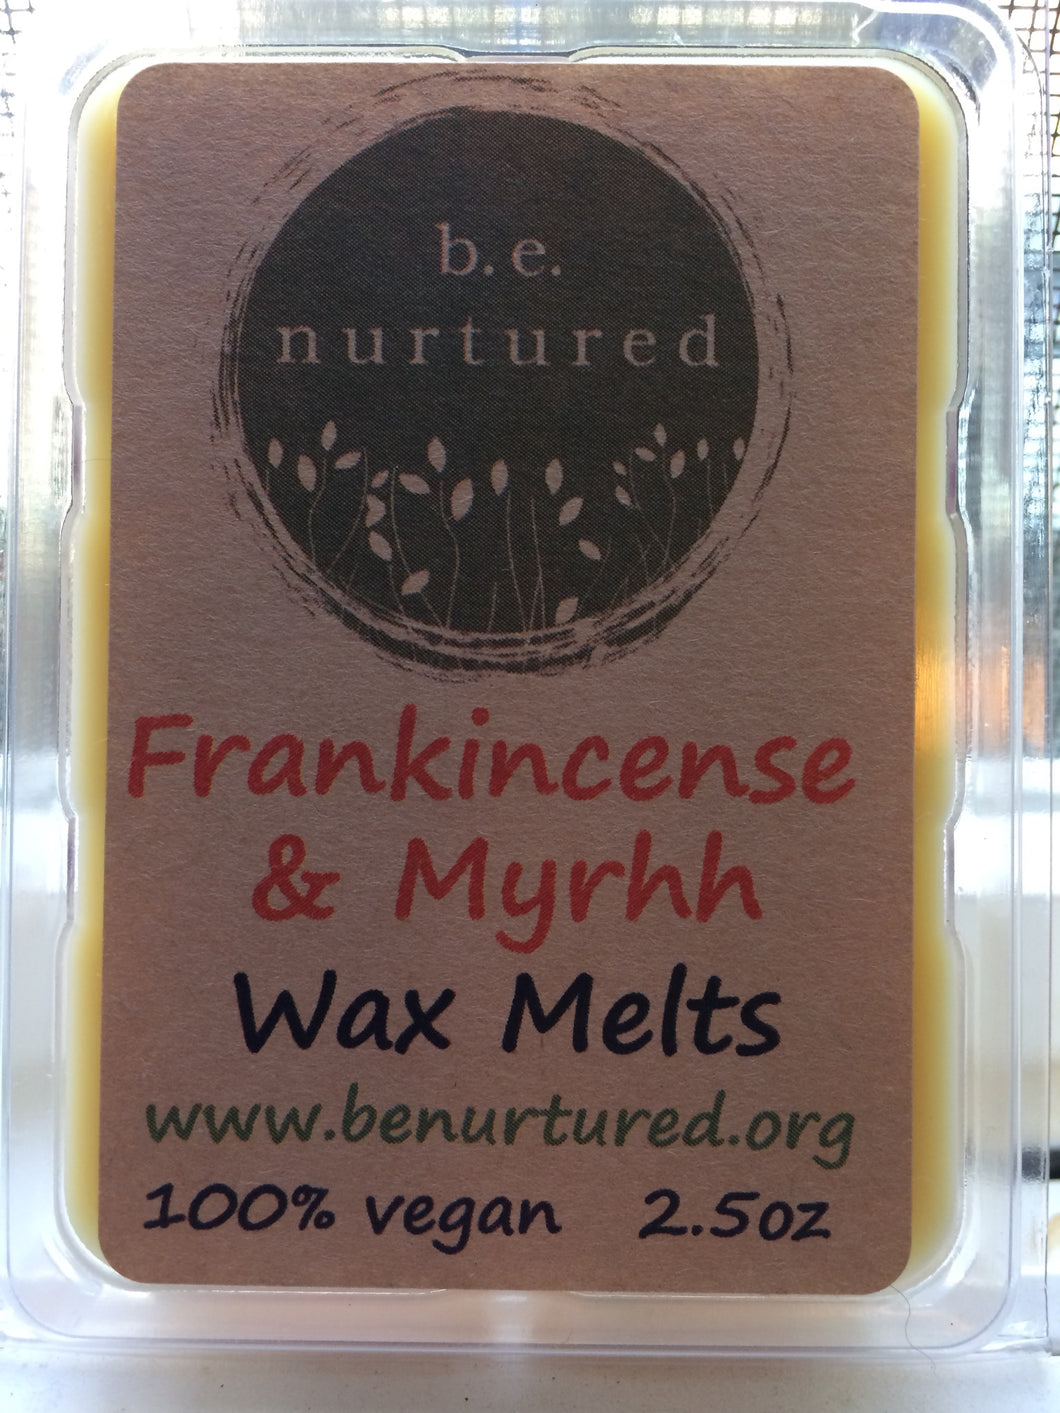 b.e.
nurtured
Frankincense
& Myrhh
Wax Melts
www.benurtured.org
100% vegan 2.5oz